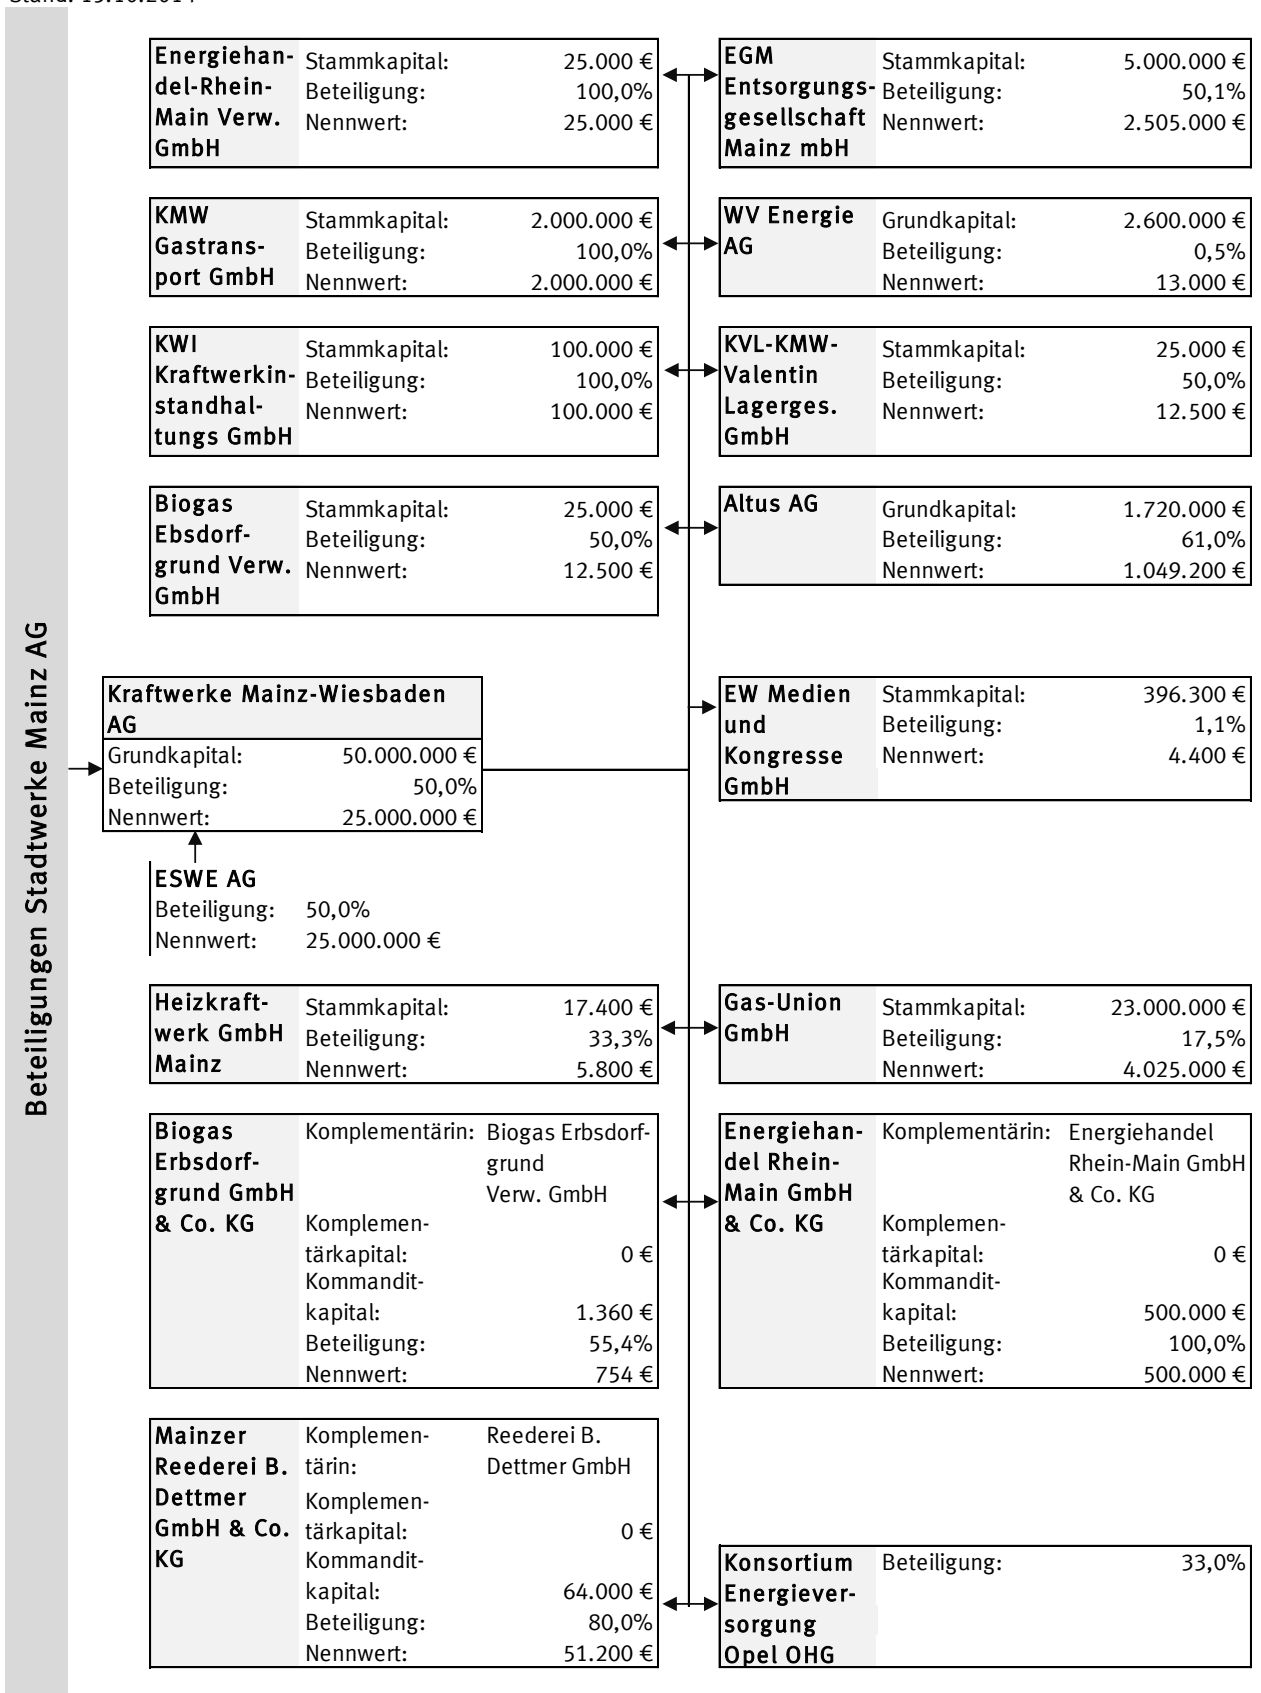 Stand: 15.10.2014
Beteiligungen Stadtwerke Mainz AG
Energiehan-
del-Rhein-
Main Verw.
GmbH
Stammkapital: 25.000 €
Beteiligung: 100,0%
Nennwert: 25.000 €
EGM
Entsorgungs-
gesellschaft
Mainz mbH
Stammkapital: 5.000.000 €
Beteiligung: 50,1%
Nennwert: 2.505.000 €
KMW
Gastrans-
port GmbH
Stammkapital: 2.000.000 €
Beteiligung: 100,0%
Nennwert: 2.000.000 €
WV Energie
AG
Grundkapital: 2.600.000 €
Beteiligung: 0,5%
Nennwert: 13.000 €
KWI
Kraftwerkin-
standhal-
tungs GmbH
Stammkapital: 100.000 €
Beteiligung: 100,0%
Nennwert: 100.000 €
KVL-KMW-
Valentin
Lagerges.
GmbH
Stammkapital: 25.000 €
Beteiligung: 50,0%
Nennwert: 12.500 €
Biogas
Ebsdorf-
grund Verw.
GmbH
Stammkapital: 25.000 €
Beteiligung: 50,0%
Nennwert: 12.500 €
Altus AG
Grundkapital: 1.720.000 €
Beteiligung: 61,0%
Nennwert: 1.049.200 €
Kraftwerke Mainz-Wiesbaden
AG
Grundkapital: 50.000.000 €
Beteiligung: 50,0%
Nennwert: 25.000.000 €
EW Medien
und
Kongresse
GmbH
Stammkapital: 396.300 €
Beteiligung: 1,1%
Nennwert: 4.400 €
ESWE AG
Beteiligung: 50,0%
Nennwert: 25.000.000 €
Heizkraft-
werk GmbH
Mainz
Stammkapital: 17.400 €
Beteiligung: 33,3%
Nennwert: 5.800 €
Gas-Union
GmbH
Stammkapital: 23.000.000 €
Beteiligung: 17,5%
Nennwert: 4.025.000 €
Biogas
Erbsdorf-
grund GmbH
& Co. KG
Komplementärin: Biogas Erbsdorf-
grund
Verw. GmbH
Komplemen-
tärkapital: 0 €
Kommandit-
kapital: 1.360 €
Beteiligung: 55,4%
Nennwert: 754 €
Energiehan-
del Rhein-
Main GmbH
& Co. KG
Komplementärin: Energiehandel
Rhein-Main GmbH
& Co. KG
Komplemen-
tärkapital: 0 €
Kommandit-
kapital: 500.000 €
Beteiligung: 100,0%
Nennwert: 500.000 €
Mainzer
Reederei B.
Dettmer
GmbH & Co.
KG
Komplemen- Reederei B.
tärin: Dettmer GmbH
Komplemen-
tärkapital: 0 €
Kommandit-
kapital: 64.000 €
Beteiligung: 80,0%
Nennwert: 51.200 €
Konsortium
Energiever-
sorgung
Opel OHG
Beteiligung: 33,0%